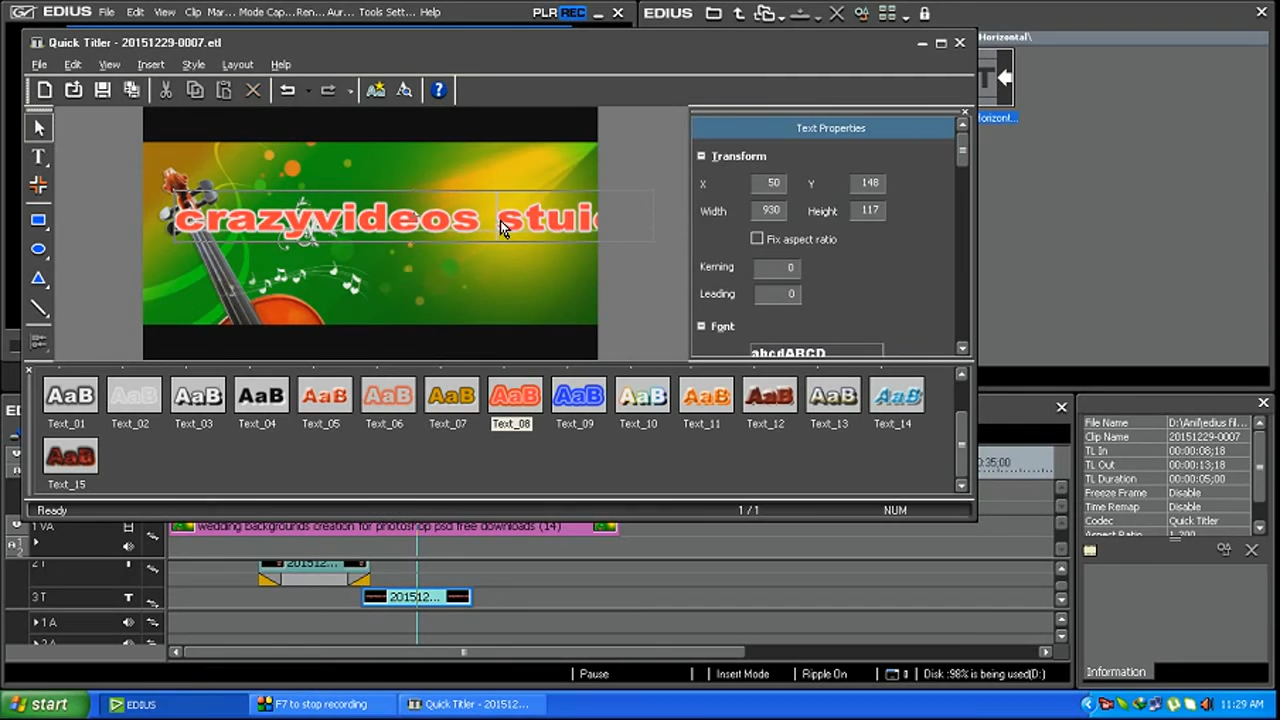 EDIUS File Edit View Clip Mar... Mode Cap... Ren... Aur... Tools Sett... Help PLR REC
EDIUS
Horizontal\
Horizont...
Quick Titler - 20151229-0007.etl
File Edit View Insert Style Layout Help
crazyvideos
Text Properties
Transform
X 50 Y 148
Width 930 Height 117
Fix aspect ratio
Kerning 0
Leading 0
Font
abcdABCD
AaB AaB AaB AaB AaB AaB AaB AaB AaB AaB AaB AaB AaB AaB
Text_01 Text_02 Text_03 Text_04 Text_05 Text_06 Text_07 Text_08 Text_09 Text_10 Text_11 Text_12 Text_13 Text_14
AaB
Text_15
Ready 1/1 NUM
0:35;00
File Name D:\Anil\edius fil...
Clip Name 20151229-0007
TL In 00:00:08;18
TL Out 00:00:13;18
TL Duration 00:00:05;00
Freeze Frame Disable
Time Remap Disable
Codec Quick Titler
Aspect Ratio 1.200
1 VA wedding backgrounds creation for photoshop psd free downloads (14)
2 T 201512...
3 T 201512...
1 A
2 A
Information
Pause Insert Mode Ripple On Disk :98% is being used(D:)
start EDIUS F7 to stop recording Quick Titler - 201512... 11:29 AM